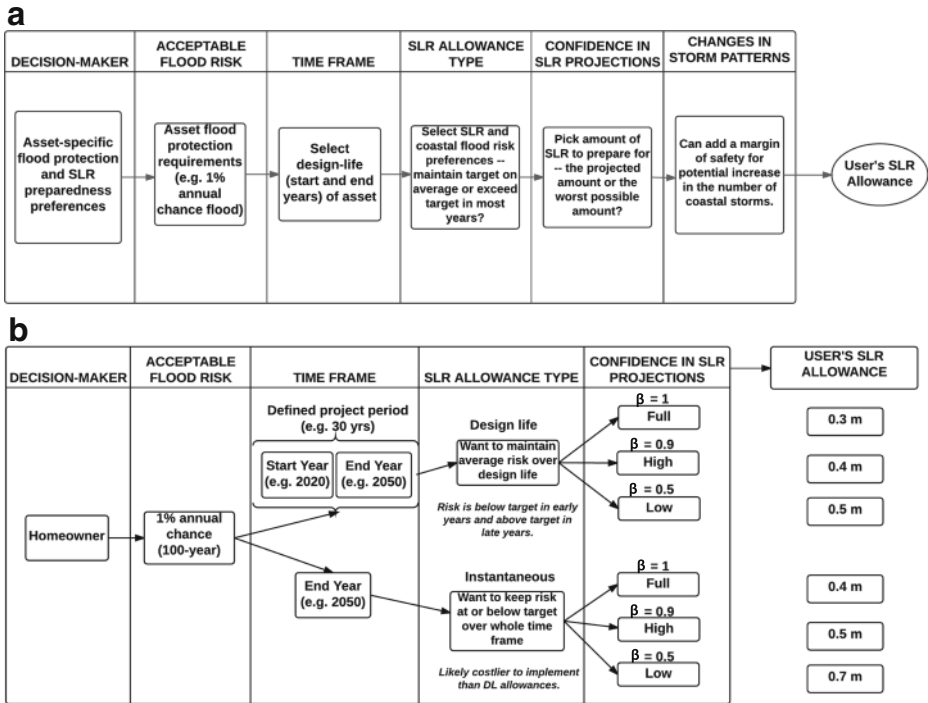 a
DECISION-MAKER
ACCEPTABLE
FLOOD RISK
TIME FRAME
SLR ALLOWANCE
TYPE
CONFIDENCE IN
SLR PROJECTIONS
CHANGES IN
STORM PATTERNS
Asset-specific
flood protection
and SLR
preparedness
preferences
Asset flood
protection
requirements
(e.g. 1%
annual
chance flood)
Select
design-life
(start and end
years) of asset
Select SLR and
coastal flood risk
preferences --
maintain target on
average or exceed
target in most
years?
Pick amount of
SLR to prepare for
-- the projected
amount or the
worst possible
amount?
Can add a margin
of safety for
potential increase
in the number of
coastal storms.
User's SLR
Allowance
b
DECISION-MAKER
ACCEPTABLE
FLOOD RISK
TIME FRAME
SLR ALLOWANCE TYPE
CONFIDENCE IN SLR
PROJECTIONS
USER'S SLR
ALLOWANCE
Homeowner
1% annual
chance
(100-year)
Defined project period
(e.g. 30 yrs)
Start Year
(e.g. 2020)
End Year
(e.g. 2050)
End Year
(e.g. 2050)
Design life
Want to maintain
average risk over
design life
Risk is below target in early
years and above target in
late years.
Instantaneous
Want to keep risk
at or below target
over whole time
frame
Likely costlier to implement
than DL allowances.
β = 1
Full
β = 0.9
High
β = 0.5
Low
β = 1
Full
β = 0.9
High
β = 0.5
Low
0.3 m
0.4 m
0.5 m
0.4 m
0.5 m
0.7 m